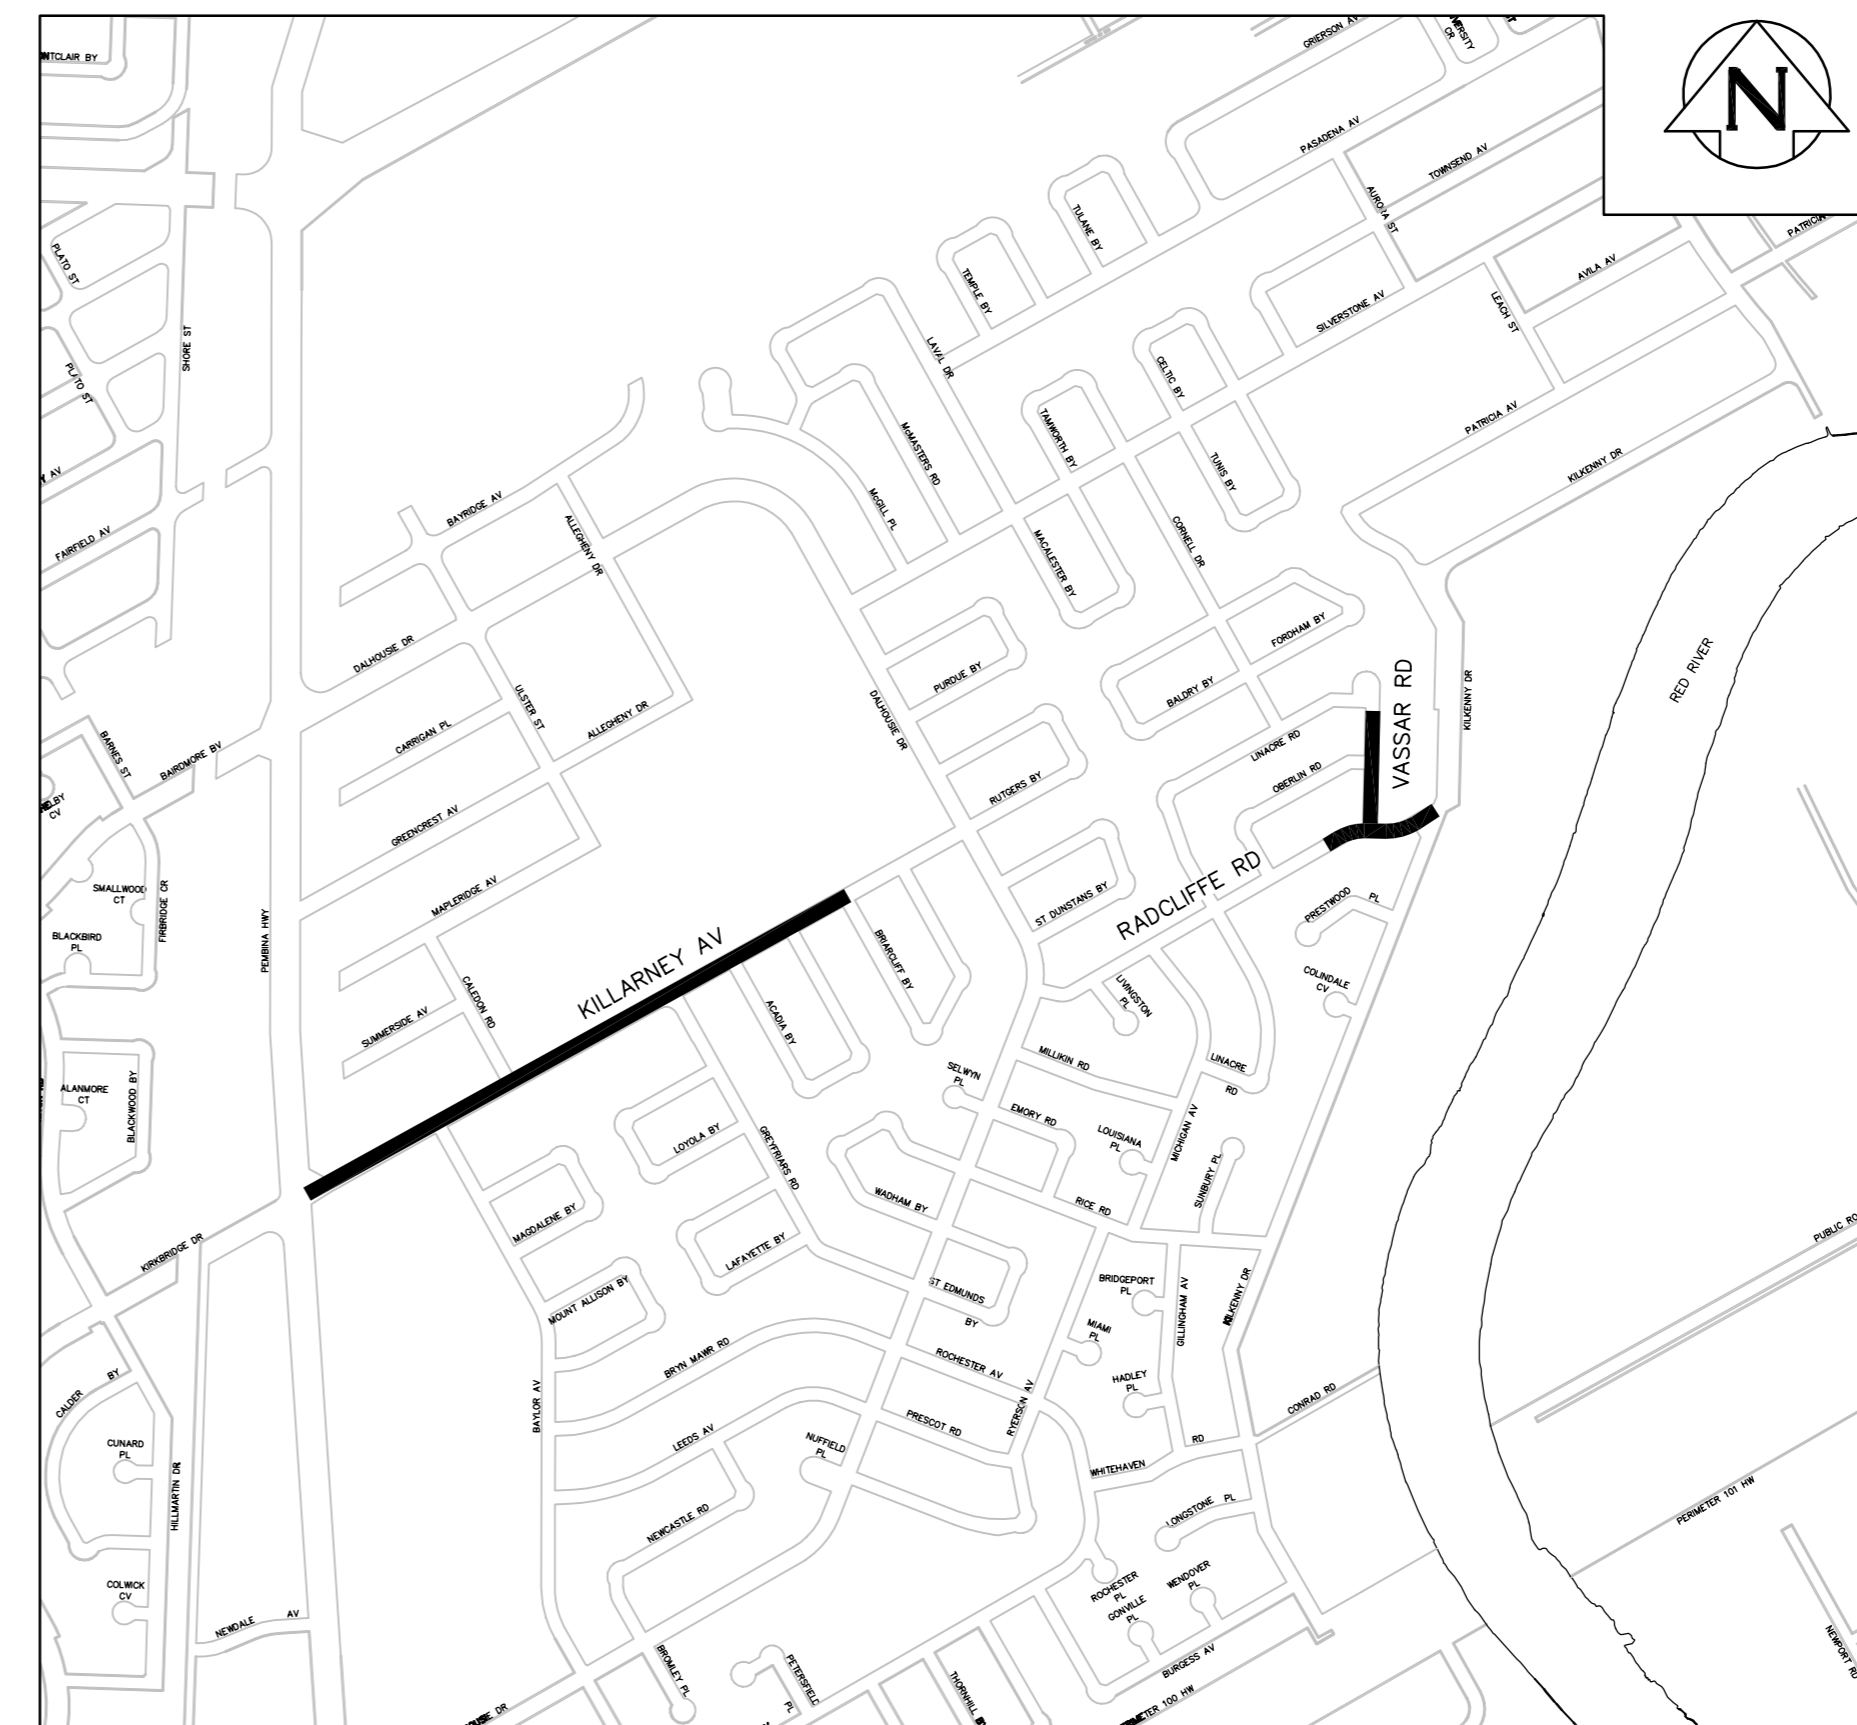 GRIERSON AV
N
PASADENA AV
TOWNSEND AV
AURORA ST
TULANE BY
TEMPLE BY
PLATO ST
AVILA AV
SILVERSTONE AV
LEACH ST
SHORE ST
LAVAL DR
CELTIC BY
PLATO ST
TAMWORTH BY
McMASTERS RD
PATRICIA AV
TUNIS BY
KILKENNY DR
BAYRIDGE AV
McGILL PL
ALLEGHENY DR
FAIRFIELD AV
MACALESTER BY
CORNELL DR
FORDHAM BY
DALHOUSIE DR
PURDUE BY
BALDRY BY
RED RIVER
ULSTER ST
ALLEGHENY DR
DALHOUSIE DR
VASSAR RD
KILKENNY DR
CARRIGAN PL
LINACRE RD
BARNES ST
BAIRDMORE BV
RUTGERS BY
OBERLIN RD
GREENCREST AV
SMALLWOOD
CT
FIRBRIDGE CR
MAPLERIDGE AV
ST DUNSTANS BY
RADCLIFFE RD
PRESTWOOD PL
BLACKBIRD
PL
PEMBINA HWY
KILLARNEY AV
BRIARCLIFF BY
CALEDON RD
ACADIA BY
LIVINGSTON
PL
COLINDALE
CV
SUMMERSIDE AV
ALANMORE
CT
BLACKWOOD BY
SELWYN
PL
MILLIKIN RD
LINACRE
RD
LOYOLA BY
GREYFRIARS RD
EMORY RD
LOUISIANA
PL
MICHIGAN AV
SUNBURY PL
MAGDALENE BY
WADHAM BY
RICE RD
KIRKBRIDGE DR
LAFAYETTE BY
MOUNT ALLISON BY
ST EDMUNDS
BY
BRIDGEPORT
PL
GILLINGHAM AV
KILKENNY DR
MIAMI
PL
BRYN MAWR RD
ROCHESTER AV
HADLEY
PL
CALDER BY
BAYLOR AV
RYERSON AV
CONRAD RD
PRESCOT RD
LEEDS AV
NUFFIELD
PL
CUNARD
PL
WHITEHAVEN RD
HILLMARTIN DR
NEWCASTLE RD
LONGSTONE PL
PERIMETER 101 HW
COLWICK
CV
ROCHESTER
PL
WENDOVER
PL
GONVILLE
PL
NEWDALE AV
BROMLEY PL
PETERSFIELD
PL
BURGESS AV
NEWPORT RD